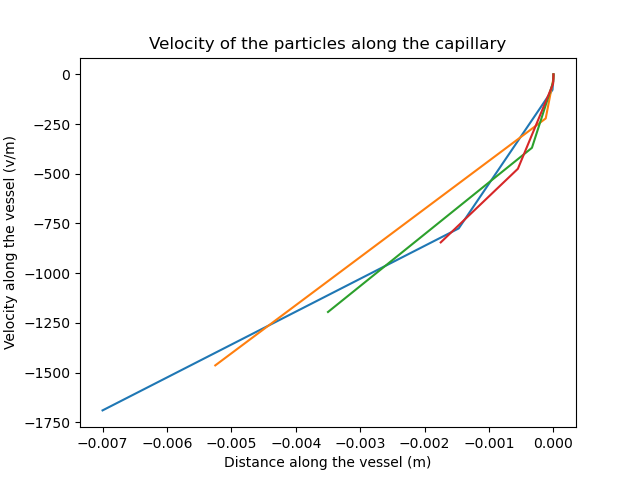 Velocity of the particles along the capillary
Velocity along the vessel (v/m)
0
−250
−500
−750
−1000
−1250
−1500
−1750
−0.007 −0.006 −0.005 −0.004 −0.003 −0.002 −0.001 0.000
Distance along the vessel (m)